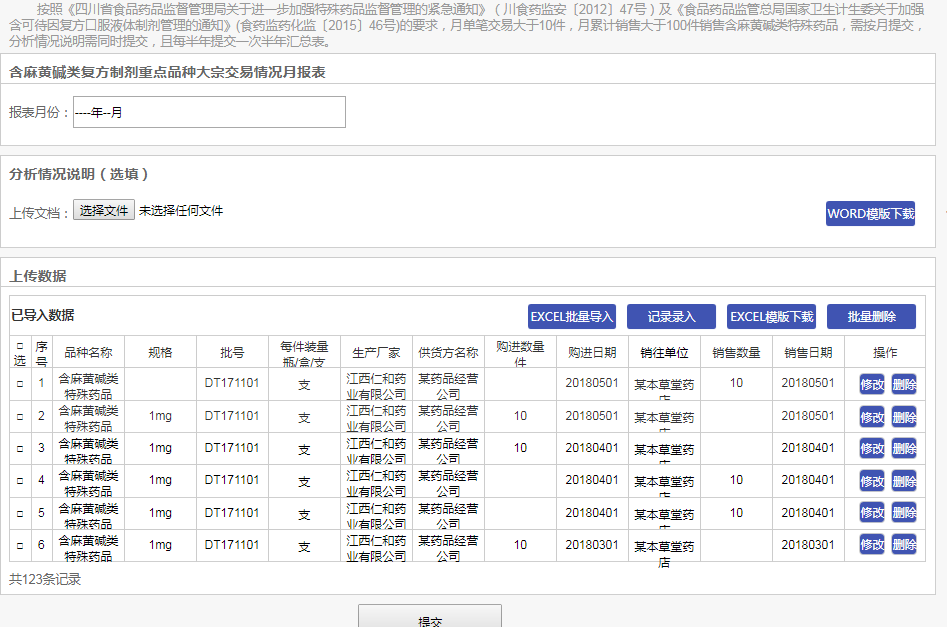 按照《四川省食品药品监督管理局关于进一步加强特殊药品监督管理的紧急通知》（川食药监安〔2012〕47号）及《食品药品监管总局国家卫生计生委关于加强
含可待因复方口服液体制剂管理的通知》(食药监药化监〔2015〕46号)的要求，月单笔交易大于10件，月累计销售大于100件销售含麻黄碱类特殊药品，需按月提交，
分析情况说明需同时提交，且每半年提交一次半年汇总表。
含麻黄碱类复方制剂重点品种大宗交易情况月报表
报表月份：----年--月
分析情况说明（选填）
上传文档：选择文件 未选择任何文件 WORD模版下载
上传数据
已导入数据 EXCEL批量导入 记录录入 EXCEL模版下载 批量删除
□选 序号 品种名称 规格 批号 每件装量瓶/盒/支 生产厂家 供货方名称 购进数量件 购进日期 销往单位 销售数量 销售日期 操作
□ 1 含麻黄碱类特殊药品 DT171101 支 江西仁和药业有限公司 某药品经营公司 20180501 某本草堂药店 10 20180501 修改 删除
□ 2 含麻黄碱类特殊药品 1mg DT171101 支 江西仁和药业有限公司 某药品经营公司 10 20180501 某本草堂药店 20180501 修改 删除
□ 3 含麻黄碱类特殊药品 1mg DT171101 支 江西仁和药业有限公司 某药品经营公司 10 20180401 某本草堂药店 20180401 修改 删除
□ 4 含麻黄碱类特殊药品 1mg DT171101 支 江西仁和药业有限公司 某药品经营公司 20180401 某本草堂药店 10 20180401 修改 删除
□ 5 含麻黄碱类特殊药品 1mg DT171101 支 江西仁和药业有限公司 某药品经营公司 20180401 某本草堂药店 10 20180401 修改 删除
□ 6 含麻黄碱类特殊药品 1mg DT171101 支 江西仁和药业有限公司 某药品经营公司 10 20180301 某本草堂药店 20180301 修改 删除
共123条记录
提交